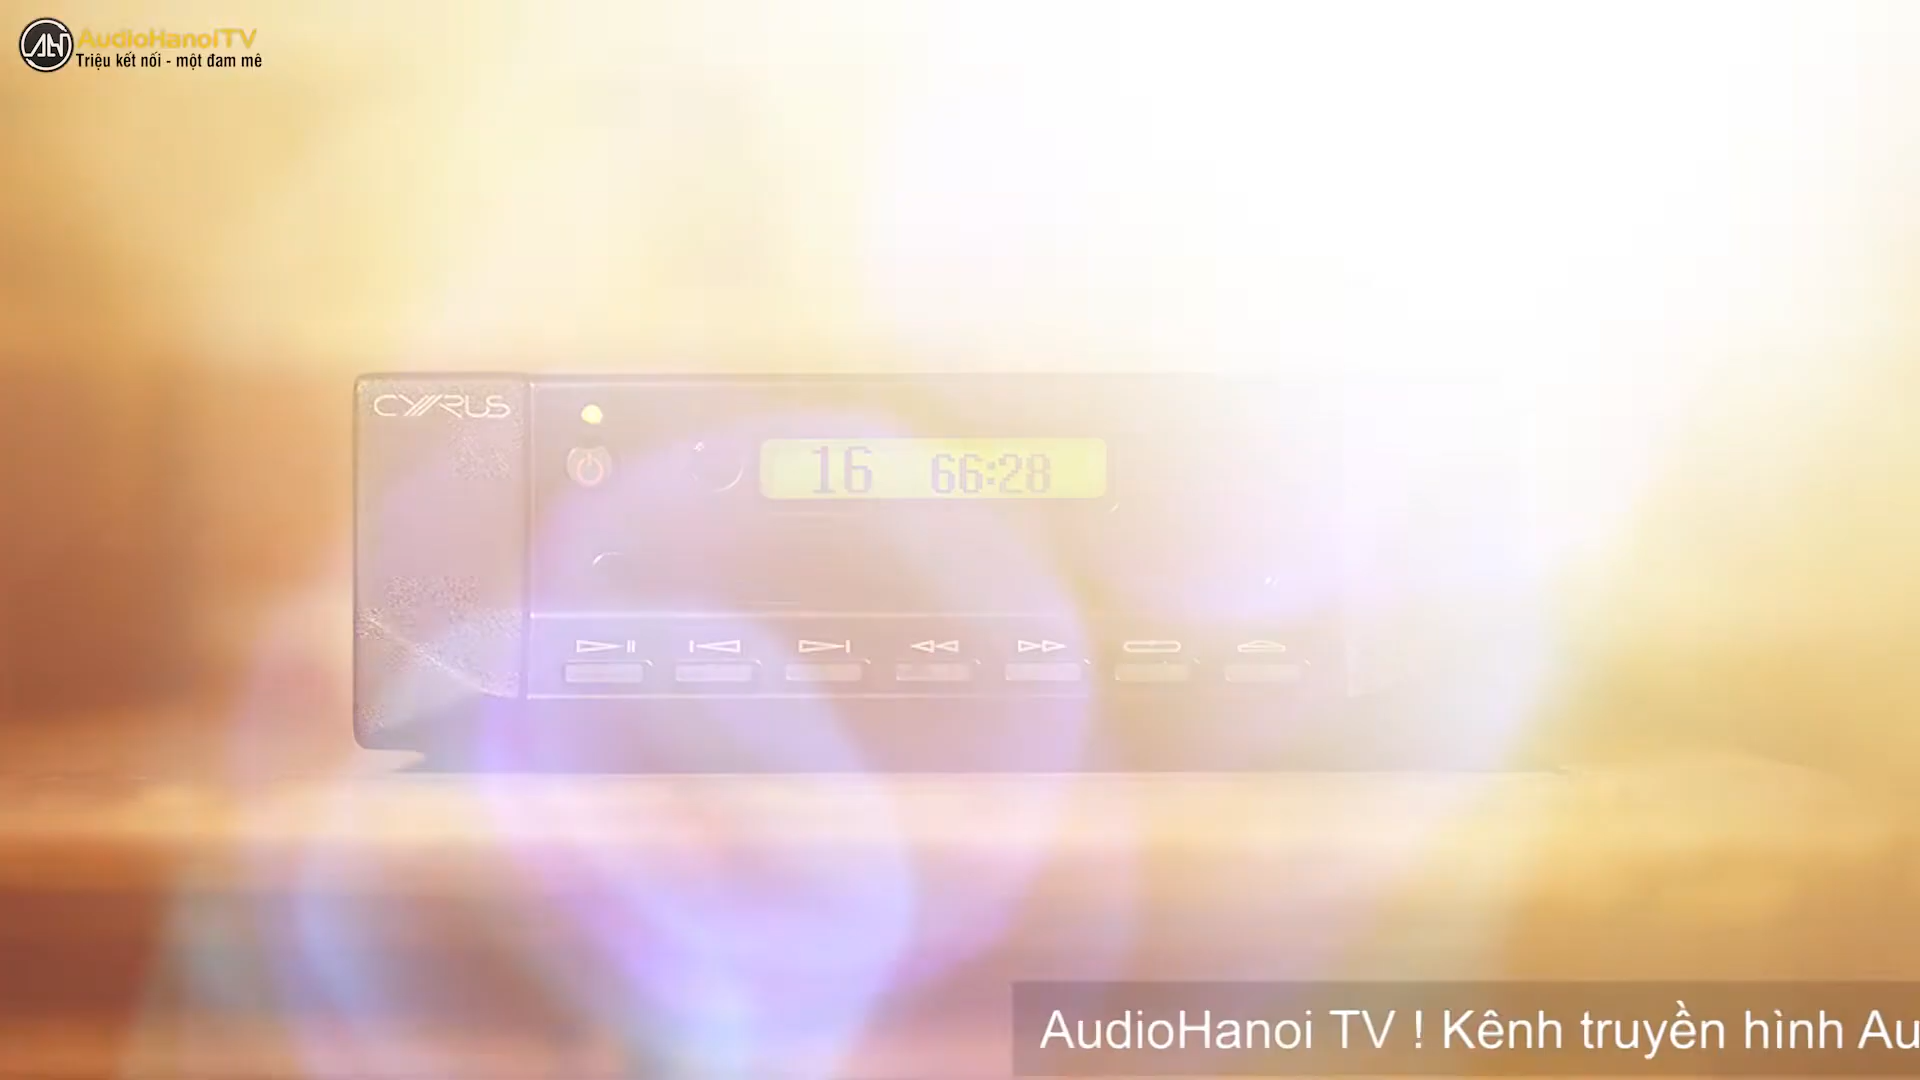 AudioHanoiTV
Triệu kết nối - một đam mê
CYRUS
16 66:28
AudioHanoi TV ! Kênh truyền hình Au